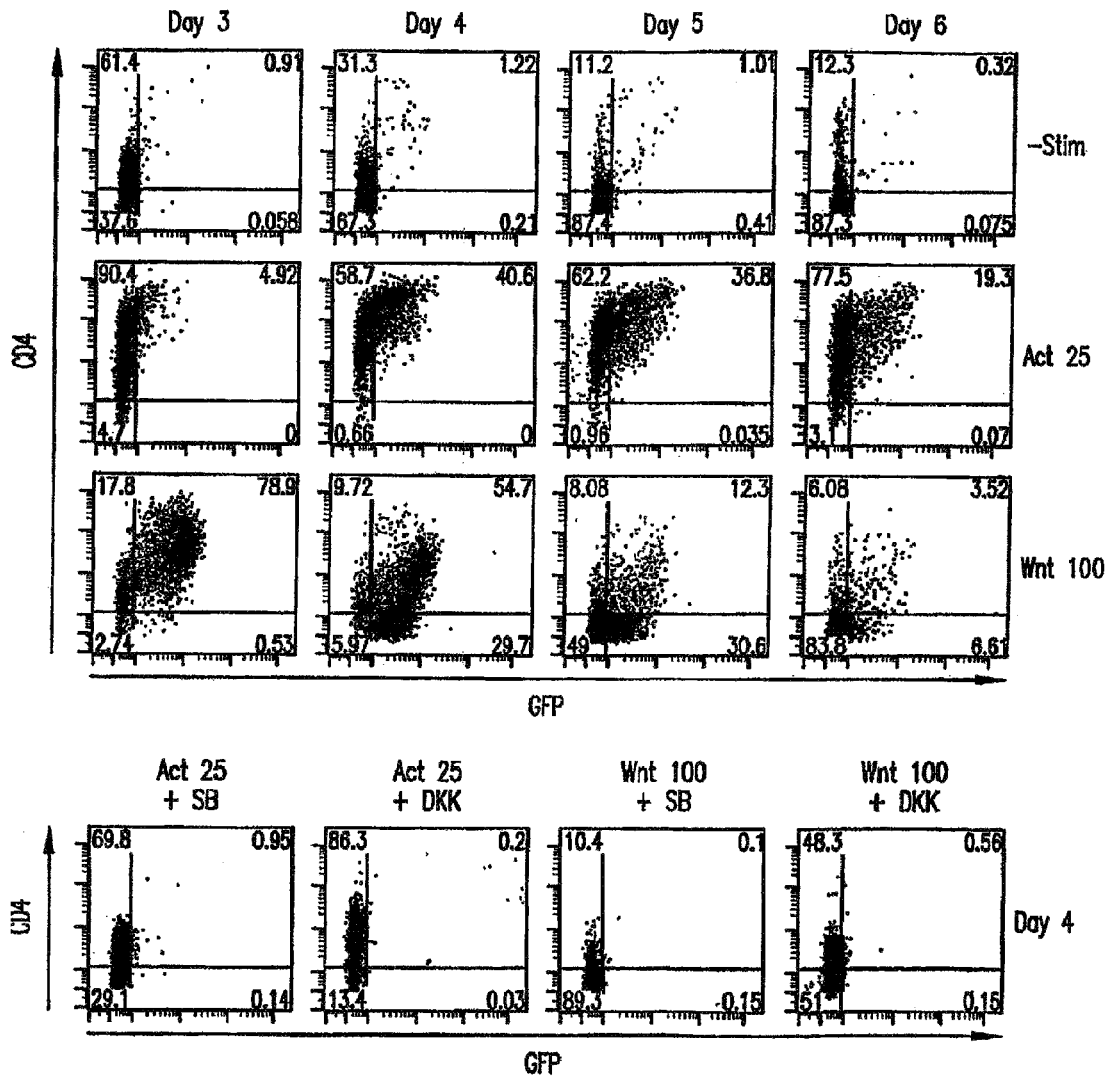 Day 3 Day 4 Day 5 Day 6
61.4 0.91 31.3 1.22 11.2 1.01 12.3 0.32
-Stim
37.6 0.058 67.3 0.21 87.4 0.41 87.3 0.075
90.4 4.92 58.7 40.6 62.2 36.8 77.5 19.3
CD4
Act 25
4.7 0 0.66 0 0.96 0.035 3. 0.07
17.8 78.9 9.72 54.7 8.08 12.3 6.08 3.52
Wnt 100
2.74 0.53 5.97 29.7 49 30.6 83.8 6.61
GFP
Act 25 Act 25 Wnt 100 Wnt 100
+ SB + DKK + SB + DKK
69.8 0.95 86.3 0.2 10.4 0.1 48.3 0.56
CD4
Day 4
29.1 0.14 13.4 0.03 89.3 0.15 51 0.15
GFP